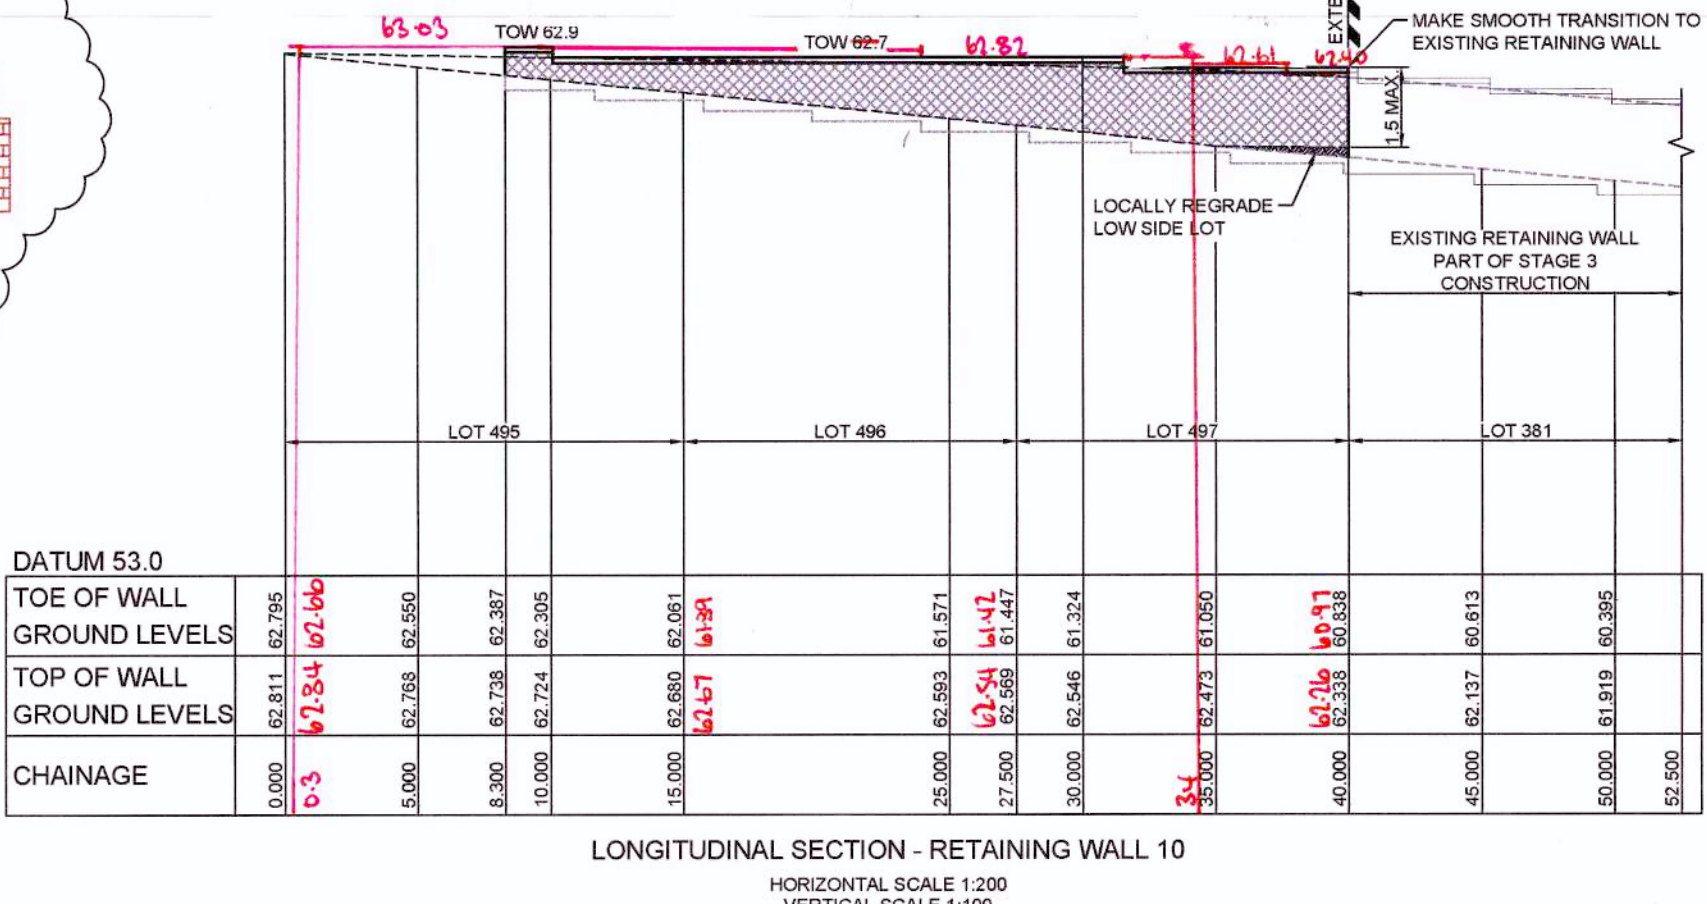 EXTE
MAKE SMOOTH TRANSITION TO
EXISTING RETAINING WALL
63.03
TOW 62.9
TOW 62.7
62.82
62.61
62.40
1.5 MAX.
LOCALLY REGRADE
LOW SIDE LOT
EXISTING RETAINING WALL
PART OF STAGE 3
CONSTRUCTION
LOT 495
LOT 496
LOT 497
LOT 381
DATUM 53.0
TOE OF WALL
GROUND LEVELS
62.795
62.66
62.550
62.387
62.305
62.061
61.39
61.571
61.42
61.447
61.324
61.050
60.97
60.838
60.613
60.395
TOP OF WALL
GROUND LEVELS
62.811
62.84
62.768
62.738
62.724
62.680
62.67
62.593
62.54
62.569
62.546
62.473
62.26
62.338
62.137
61.919
CHAINAGE
0.000
0.3
5.000
8.300
10.000
15.000
25.000
27.500
30.000
34
35.000
40.000
45.000
50.000
52.500
LONGITUDINAL SECTION - RETAINING WALL 10
HORIZONTAL SCALE 1:200
VERTICAL SCALE 1:100